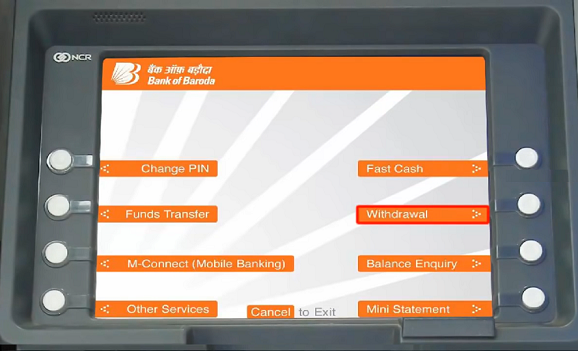 NCR
बैंक ऑफ़ बड़ौदा
Bank of Baroda
Change PIN
Fast Cash
Funds Transfer
Withdrawal
M-Connect (Mobile Banking)
Balance Enquiry
Other Services
Cancel to Exit
Mini Statement